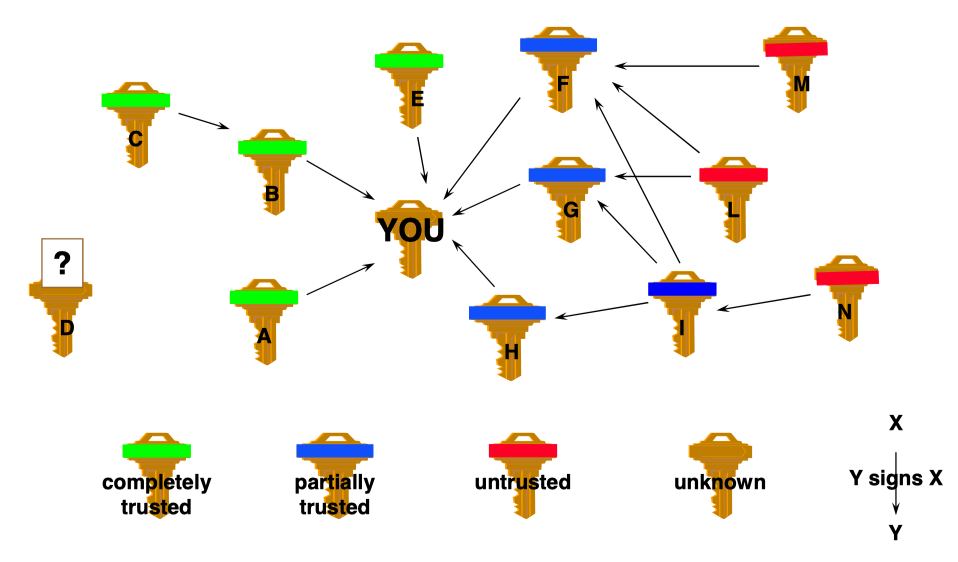 E
F
M
C
B
YOU
G
L
?
D
A
H
I
N
completely
trusted
partially
trusted
untrusted
unknown
X
Y signs X
Y